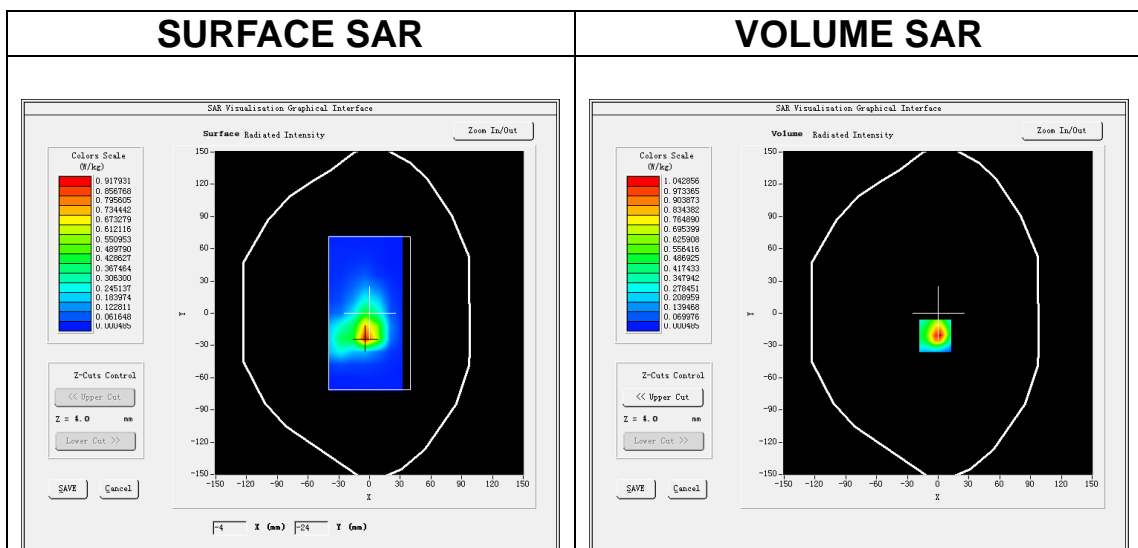 SURFACE SAR
SAR Visualisation Graphical Interface
Surface Radiated Intensity
Zoom In/Out
Colors Scale
(W/kg)
0.917931
0.856768
0.795605
0.734442
0.673279
0.612116
0.550953
0.489790
0.428627
0.367464
0.306300
0.245137
0.183974
0.122811
0.061648
0.000485
Z-Cuts Control
<< Upper Cut
Z = 4.0 mm
Lower Cut >>
SAVE Cancel
150
120
90
60
30
0
-30
-60
-90
-120
-150
Y
-150 -120 -90 -60 -30 0 30 60 90 120 150
X
-4 X (mm) -24 Y (mm)
VOLUME SAR
SAR Visualisation Graphical Interface
Volume Radiated Intensity
Zoom In/Out
Colors Scale
(W/kg)
1.042856
0.973365
0.903873
0.834382
0.764890
0.695399
0.625908
0.556416
0.486925
0.417433
0.347942
0.278451
0.208959
0.139468
0.069976
0.000485
Z-Cuts Control
<< Upper Cut
Z = 4.0 mm
Lower Cut >>
SAVE Cancel
150
120
90
60
30
0
-30
-60
-90
-120
-150
Y
-150 -120 -90 -60 -30 0 30 60 90 120 150
X